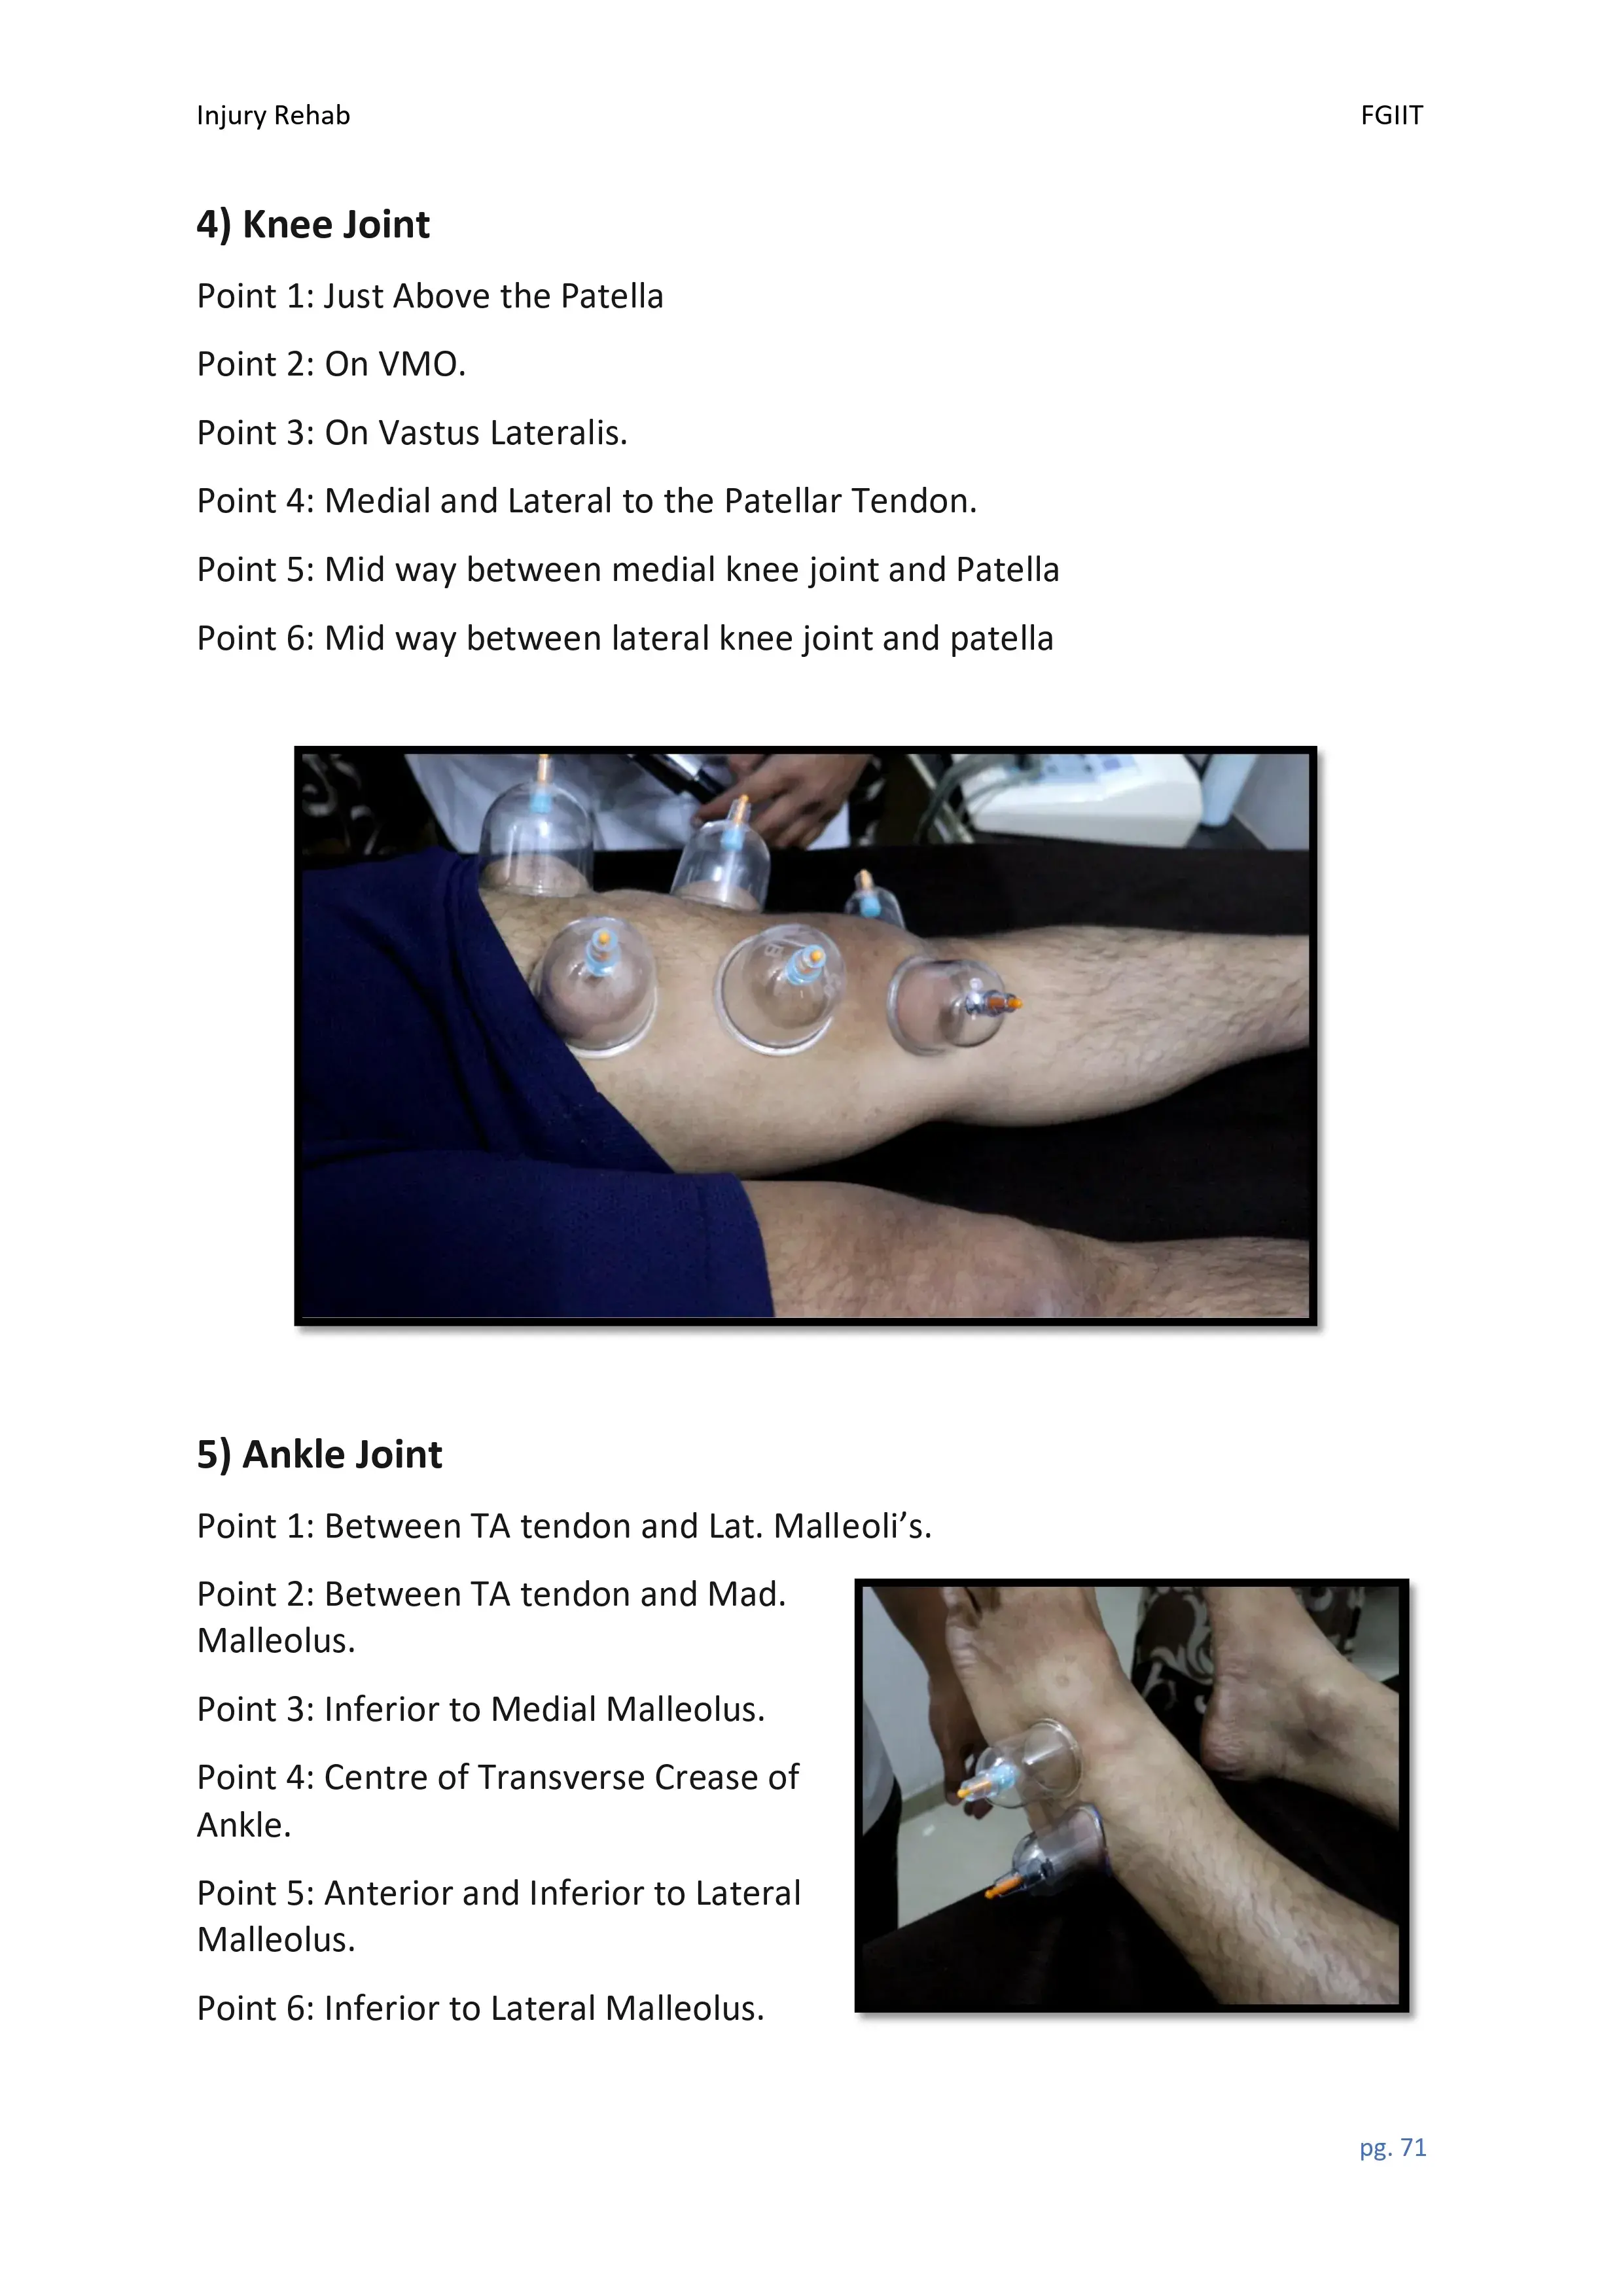 Injury Rehab
FGIIT
4) Knee Joint
Point 1: Just Above the Patella
Point 2: On VMO.
Point 3: On Vastus Lateralis.
Point 4: Medial and Lateral to the Patellar Tendon.
Point 5: Mid way between medial knee joint and Patella
Point 6: Mid way between lateral knee joint and patella
5) Ankle Joint
Point 1: Between TA tendon and Lat. Malleoli’s.
Point 2: Between TA tendon and Mad.
Malleolus.
Point 3: Inferior to Medial Malleolus.
Point 4: Centre of Transverse Crease of
Ankle.
Point 5: Anterior and Inferior to Lateral
Malleolus.
Point 6: Inferior to Lateral Malleolus.
pg. 71